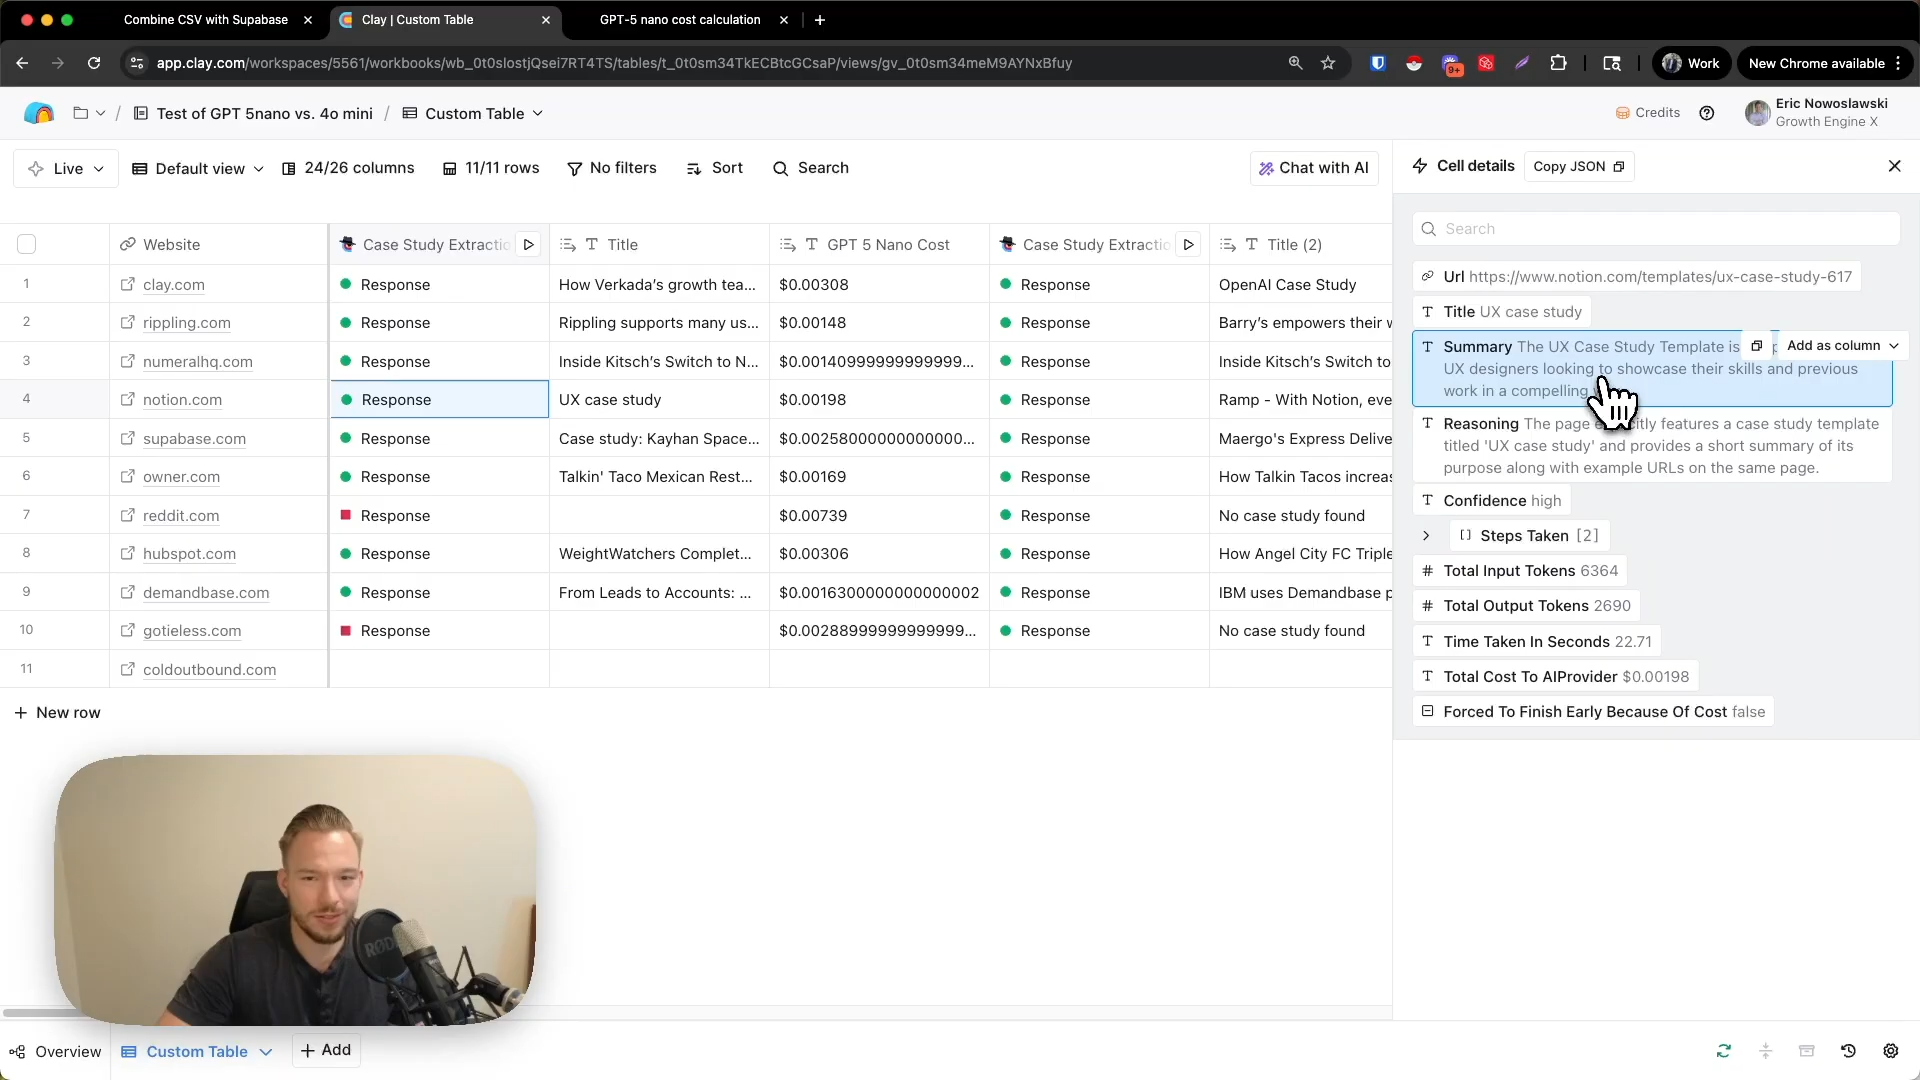 Combine CSV with Supabase
Clay | Custom Table
GPT-5 nano cost calculation
app.clay.com/workspaces/5561/workbooks/wb_0t0slostjQsei7RT4TS/tables/t_0t0sm34TkECBtcGCsaP/views/gv_0t0sm34meM9AYNxBfuy
9+
Work
New Chrome available
/ Test of GPT 5nano vs. 4o mini / Custom Table
Credits
Eric Nowoslawski
Growth Engine X
Live
Default view
24/26 columns
11/11 rows
No filters
Sort
Search
Chat with AI
Website
Case Study Extractio
Title
GPT 5 Nano Cost
Case Study Extractio
Title (2)
1 clay.com Response How Verkada’s growth tea... $0.00308 Response OpenAI Case Study
2 rippling.com Response Rippling supports many us... $0.00148 Response Barry’s empowers their w
3 numeralhq.com Response Inside Kitsch’s Switch to N... $0.00140999999999999... Response Inside Kitsch’s Switch to
4 notion.com Response UX case study $0.00198 Response Ramp - With Notion, eve
5 supabase.com Response Case study: Kayhan Space... $0.00258000000000000... Response Maergo's Express Delive
6 owner.com Response Talkin' Taco Mexican Rest... $0.00169 Response How Talkin Tacos increas
7 reddit.com Response $0.00739 Response No case study found
8 hubspot.com Response WeightWatchers Complet... $0.00306 Response How Angel City FC Triple
9 demandbase.com Response From Leads to Accounts: ... $0.0016300000000000002 Response IBM uses Demandbase p
10 gotieless.com Response $0.00288999999999999... Response No case study found
11 coldoutbound.com
New row
Cell details
Copy JSON
Search
Url https://www.notion.com/templates/ux-case-study-617
Title UX case study
Summary The UX Case Study Template is
Add as column
UX designers looking to showcase their skills and previous
work in a compelling
Reasoning The page case study template
titled 'UX case study' and provides a short summary of its
purpose along with example URLs on the same page.
Confidence high
Steps Taken [2]
Total Input Tokens 6364
Total Output Tokens 2690
Time Taken In Seconds 22.71
Total Cost To AIProvider $0.00198
Forced To Finish Early Because Of Cost false
RØDE
Overview
Custom Table
Add